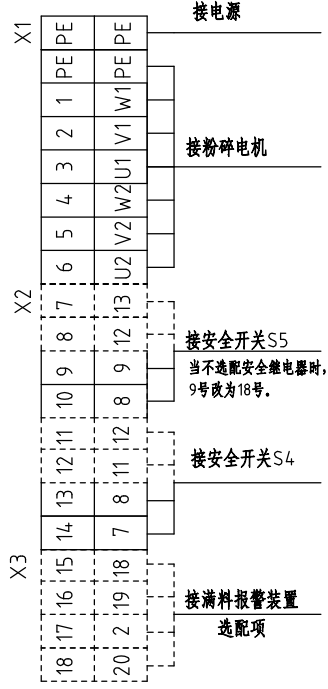 X1
PE PE 接电源
PE PE
1 W1
2 V1
3 U1 接粉碎电机
4 W2
5 V2
6 U2
X2
7 13
8 12 接安全开关S5
9 9 当不选配安全继电器时,
10 8 9号改为18号.
11 12
12 11 接安全开关S4
13 8
14 7
X3
15 18
16 19 接满料报警装置
17 2 选配项
18 20